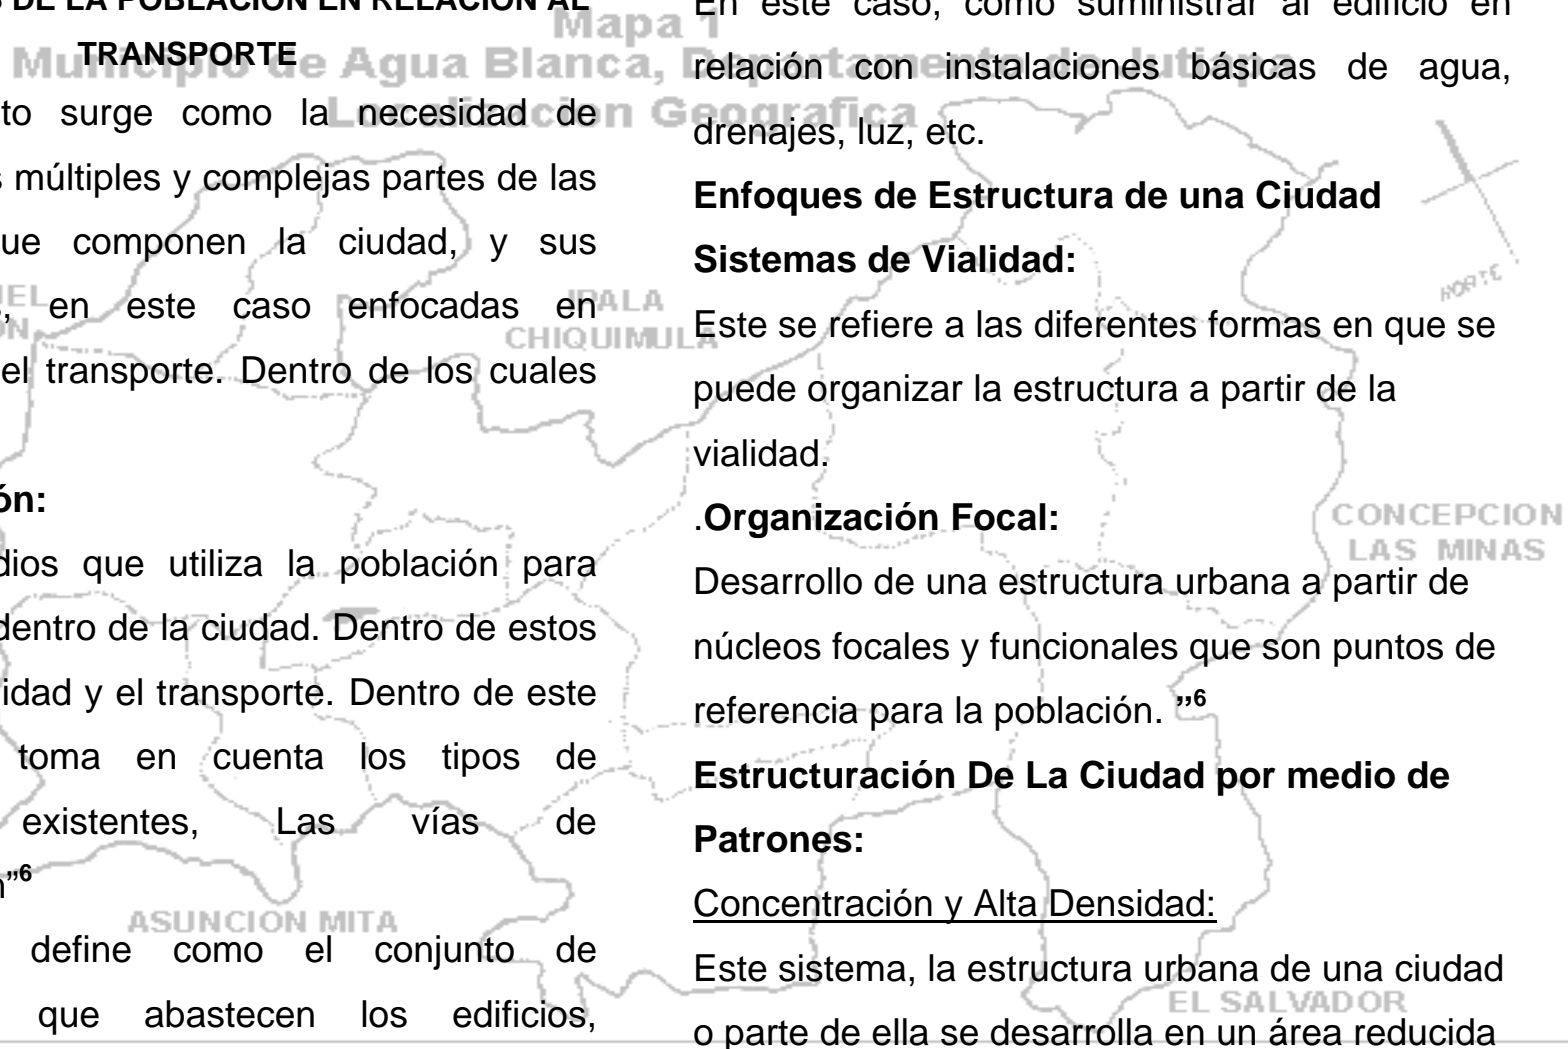 DE LA POBLACIÓN EN RELACIÓN AL
TRANSPORTE
to surge como la necesidad de
múltiples y complejas partes de las
ue componen la ciudad, y sus
en este caso enfocadas en
el transporte. Dentro de los cuales
ón:
dios que utiliza la población para
dentro de la ciudad. Dentro de estos
idad y el transporte. Dentro de este
toma en cuenta los tipos de
existentes, Las vías de
”6
define como el conjunto de
que abastecen los edificios,
En este caso, como suministrar al edificio en
relación con instalaciones básicas de agua,
drenajes, luz, etc.
Enfoques de Estructura de una Ciudad
Sistemas de Vialidad:
Este se refiere a las diferentes formas en que se
puede organizar la estructura a partir de la
vialidad.
.Organización Focal:
Desarrollo de una estructura urbana a partir de
núcleos focales y funcionales que son puntos de
referencia para la población. ”6
Estructuración De La Ciudad por medio de
Patrones:
Concentración y Alta Densidad:
Este sistema, la estructura urbana de una ciudad
o parte de ella se desarrolla en un área reducida
Mapa 1
Municipio de Agua Blanca, Departamento de Jutiapa
Localizacion Geografica
NORTE
IPALA
CHIQUIMULA
CONCEPCION
LAS MINAS
ASUNCION MITA
EL SALVADOR